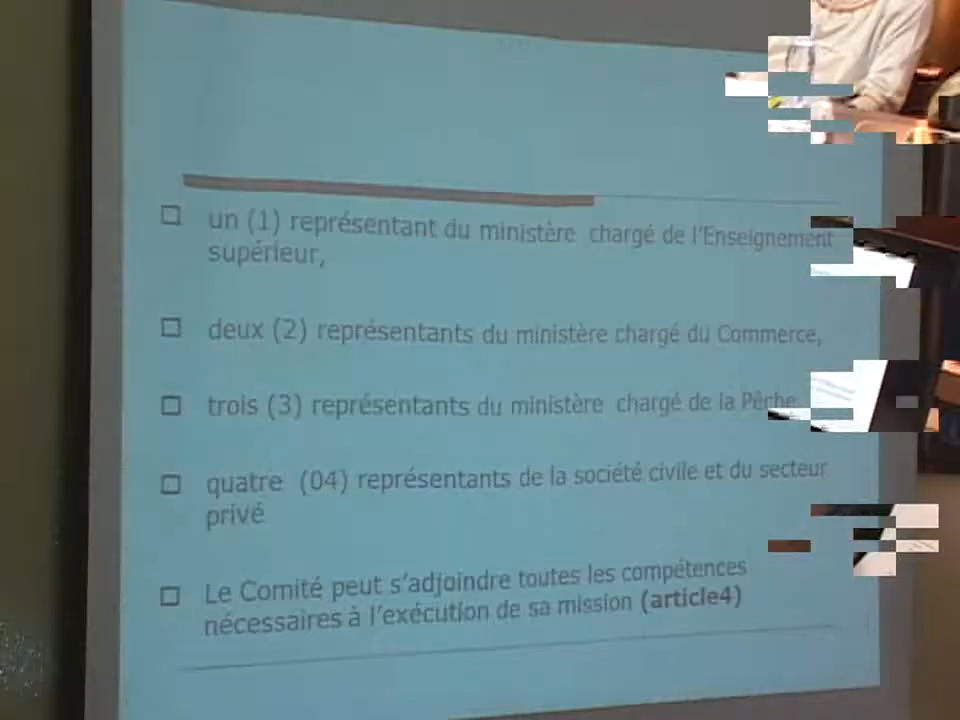 un (1) représentant du ministère chargé de l'Enseignement
supérieur,
deux (2) représentants du ministère chargé du Commerce,
trois (3) représentants du ministère chargé de la Pêche,
quatre (04) représentants de la société civile et du secteur
privé
Le Comité peut s'adjoindre toutes les compétences
nécessaires à l'exécution de sa mission (article4)